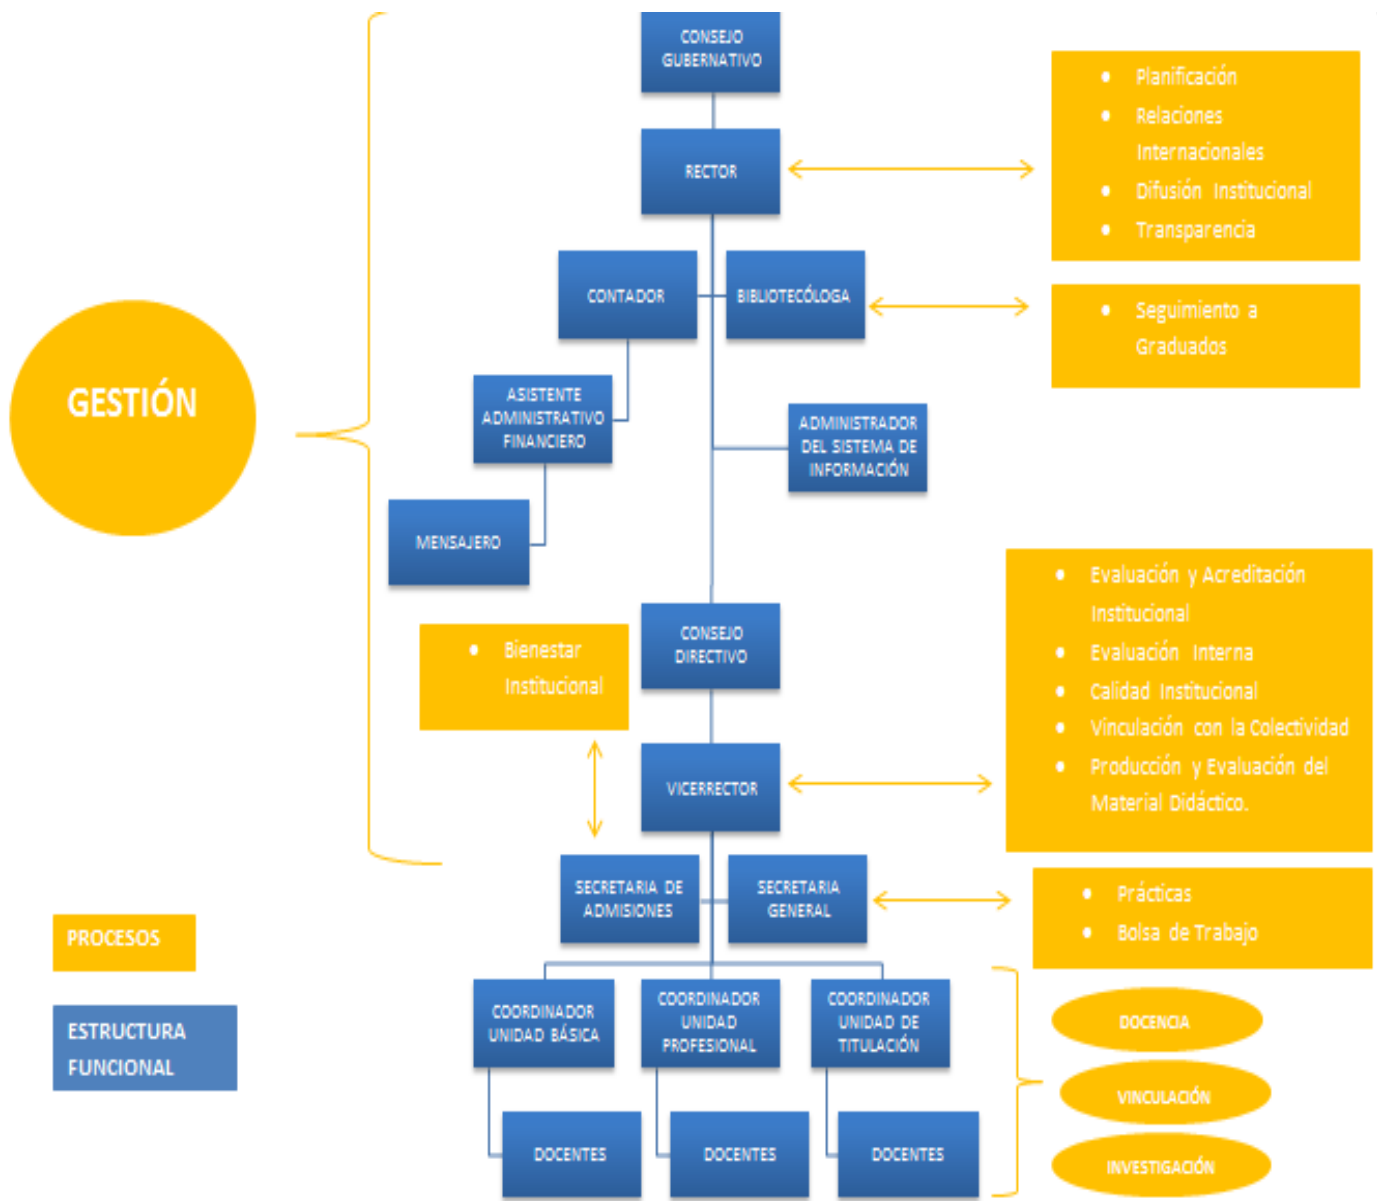 CONSEJO
GUBERNATIVO
RECTOR
• Planificación
• Relaciones
Internacionales
• Difusión Institucional
• Transparencia
CONTADOR
BIBLIOTECÓLOGA
• Seguimiento a
Graduados
GESTIÓN
ASISTENTE
ADMINISTRATIVO
FINANCIERO
ADMINISTRADOR
DEL SISTEMA DE
INFORMACIÓN
MENSAJERO
CONSEJO
DIRECTIVO
• Bienestar
Institucional
• Evaluación y Acreditación
Institucional
• Evaluación Interna
• Calidad Institucional
• Vinculación con la Colectividad
• Producción y Evaluación del
Material Didáctico.
VICERRECTOR
SECRETARIA DE
ADMISIONES
SECRETARIA
GENERAL
• Prácticas
• Bolsa de Trabajo
PROCESOS
ESTRUCTURA
FUNCIONAL
COORDINADOR
UNIDAD BÁSICA
COORDINADOR
UNIDAD
PROFESIONAL
COORDINADOR
UNIDAD DE
TITULACIÓN
DOCENCIA
VINCULACIÓN
INVESTIGACIÓN
DOCENTES
DOCENTES
DOCENTES